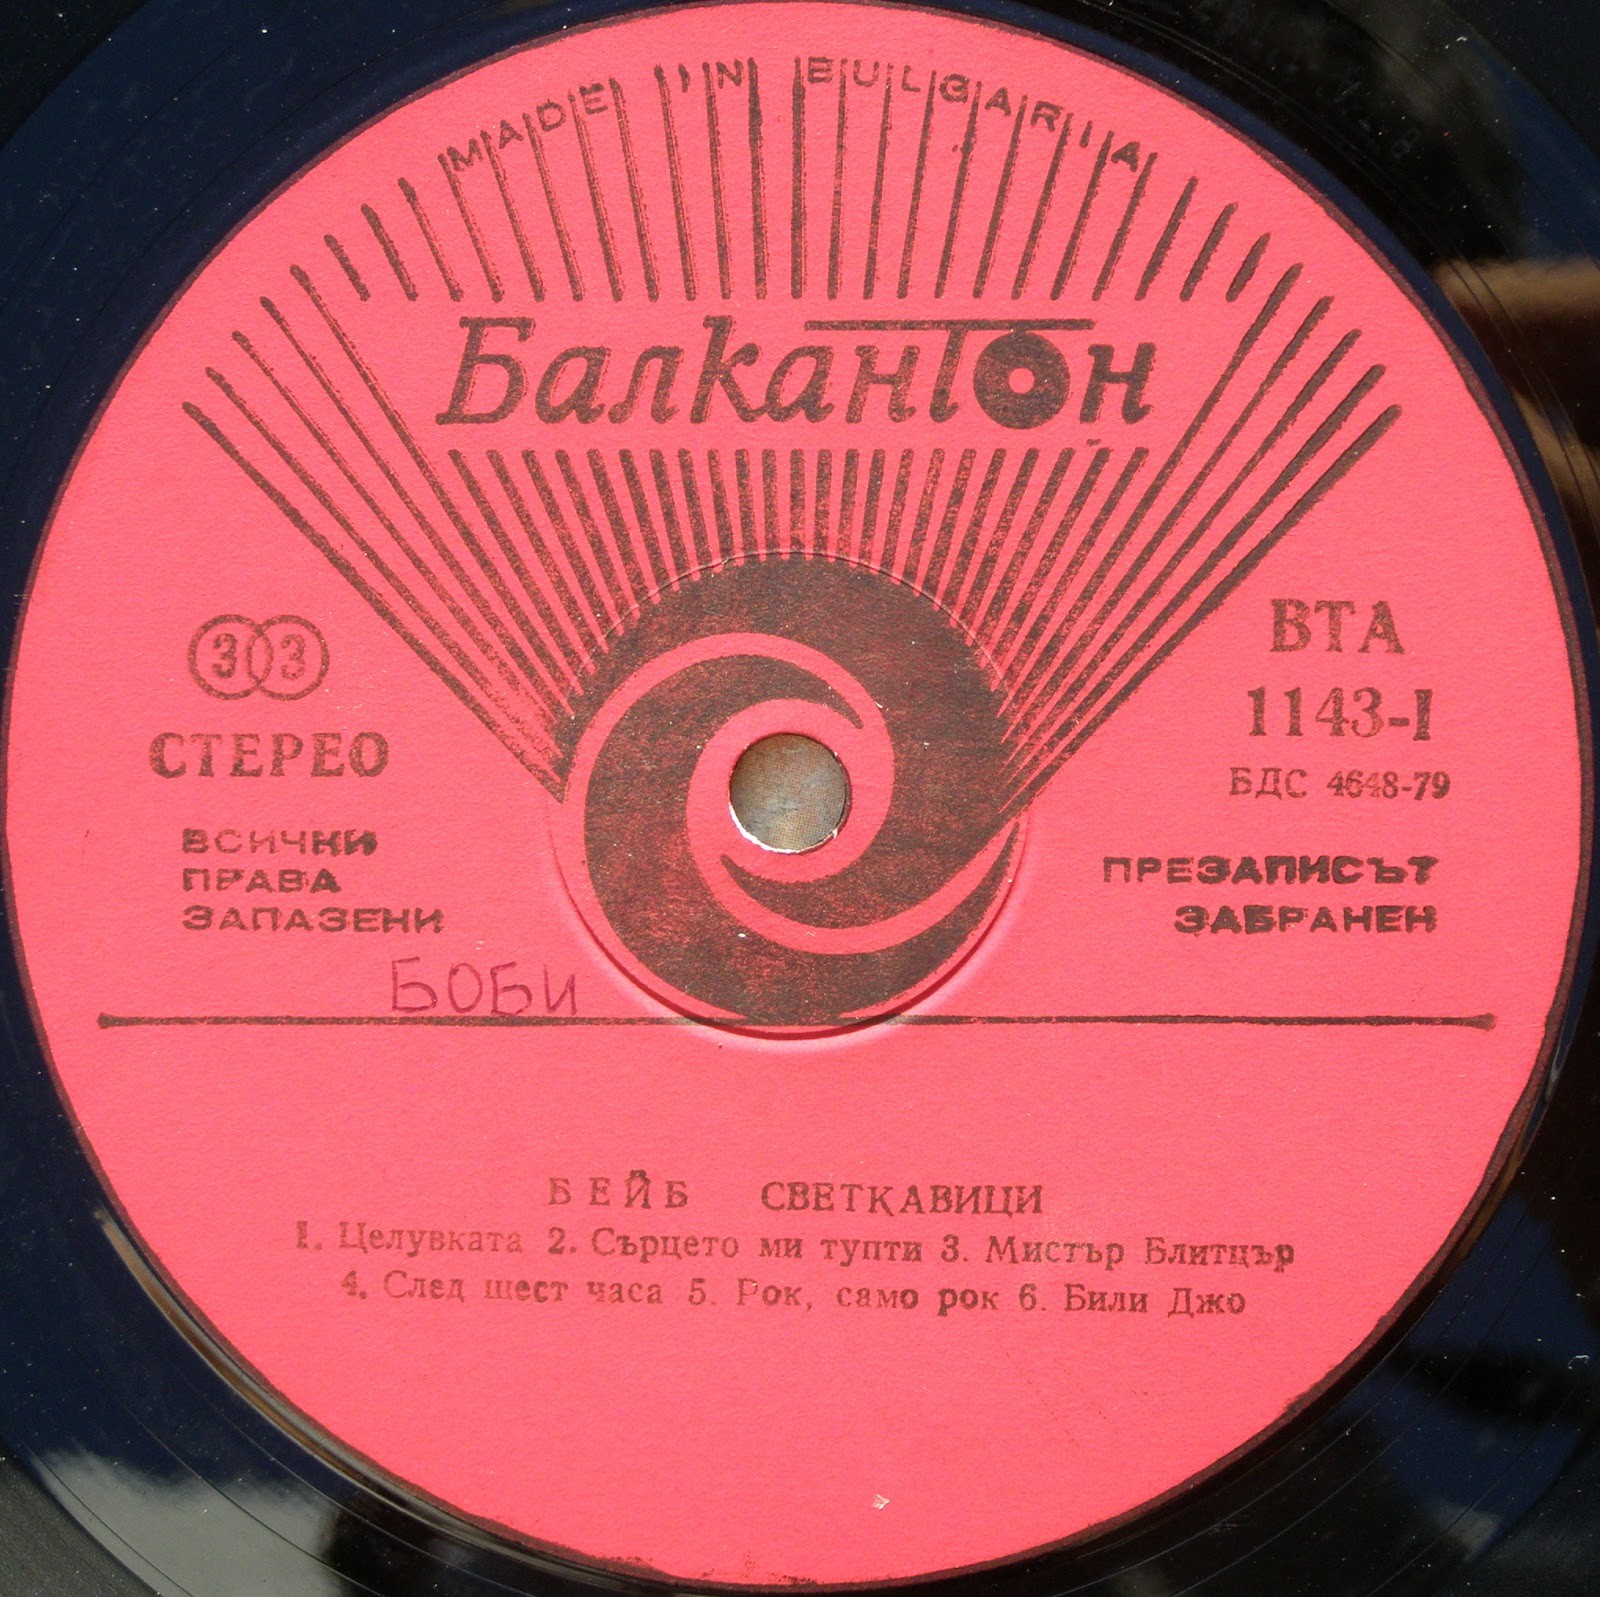 MADE IN BULGARIA
Балкантон
33
СТЕРЕО
ВСИЧКИ
ПРАВА
ЗАПАЗЕНИ
БОБИ
ВТА
1143-I
БДС 4648-79
ПРЕЗАПИСЪТ
ЗАБРАНЕН
БЕЙБ СВЕТКАВИЦИ
1. Целувката 2. Сърцето ми тупти 3. Мистър Блитцър
4. След шест часа 5. Рок, само рок 6. Били Джо